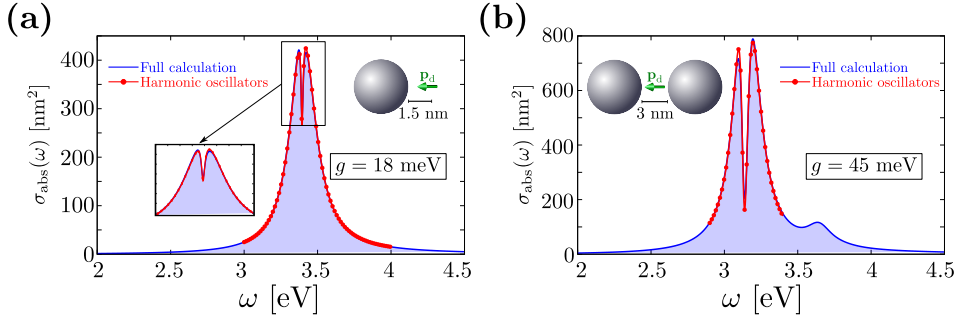 (a)
σabs(ω) [nm²]
400
300
200
100
0
2
2.5
3
3.5
4
4.5
ω [eV]
Full calculation
Harmonic oscillators
pd
1.5 nm
g = 18 meV
(b)
σabs(ω) [nm²]
800
600
400
200
0
2
2.5
3
3.5
4
4.5
ω [eV]
Full calculation
Harmonic oscillators
pd
3 nm
g = 45 meV